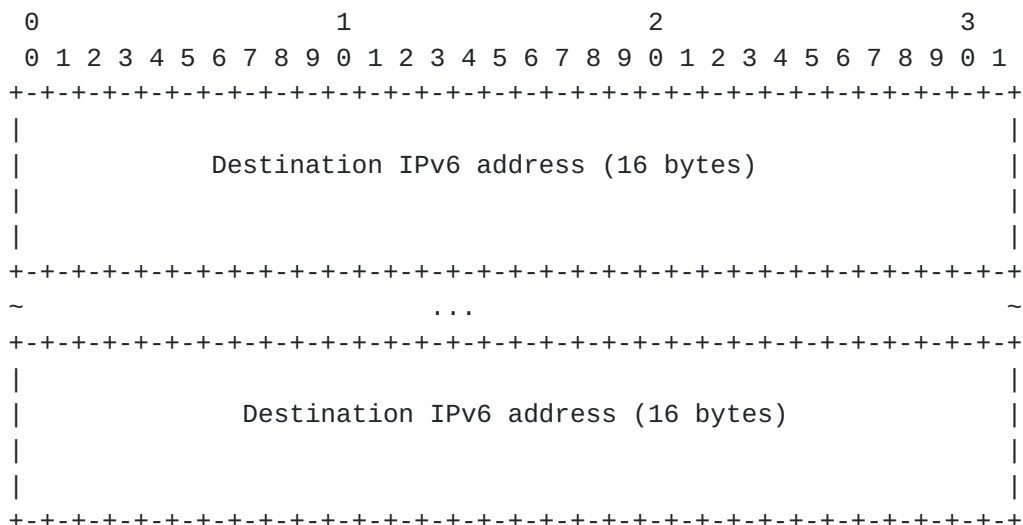 0                   1                   2                   3
 0 1 2 3 4 5 6 7 8 9 0 1 2 3 4 5 6 7 8 9 0 1 2 3 4 5 6 7 8 9 0 1
+-+-+-+-+-+-+-+-+-+-+-+-+-+-+-+-+-+-+-+-+-+-+-+-+-+-+-+-+-+-+-+-+
|                                                               |
|            Destination IPv6 address (16 bytes)                |
|                                                               |
|                                                               |
+-+-+-+-+-+-+-+-+-+-+-+-+-+-+-+-+-+-+-+-+-+-+-+-+-+-+-+-+-+-+-+-+
~                          ...                                  ~
+-+-+-+-+-+-+-+-+-+-+-+-+-+-+-+-+-+-+-+-+-+-+-+-+-+-+-+-+-+-+-+-+
|                                                               |
|              Destination IPv6 address (16 bytes)              |
|                                                               |
|                                                               |
+-+-+-+-+-+-+-+-+-+-+-+-+-+-+-+-+-+-+-+-+-+-+-+-+-+-+-+-+-+-+-+-+